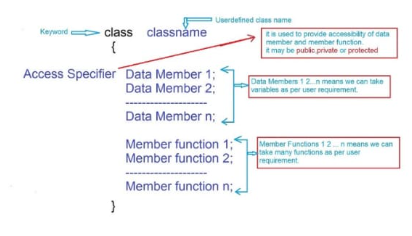 Userdefined class name
Keyword class classname
{
it is used to provide accessibility of data
member and member function.
it may be public,private or protected
Access Specifier Data Member 1;
Data Member 2;
--------------------
Data Member n;
Data Members 1 2...n means we can take
variables as per user requirement.
Member function 1;
Member function 2;
--------------------
Member function n;
Member Functions 1 2 ... n means we can
take many functions as per user
requirement.
}